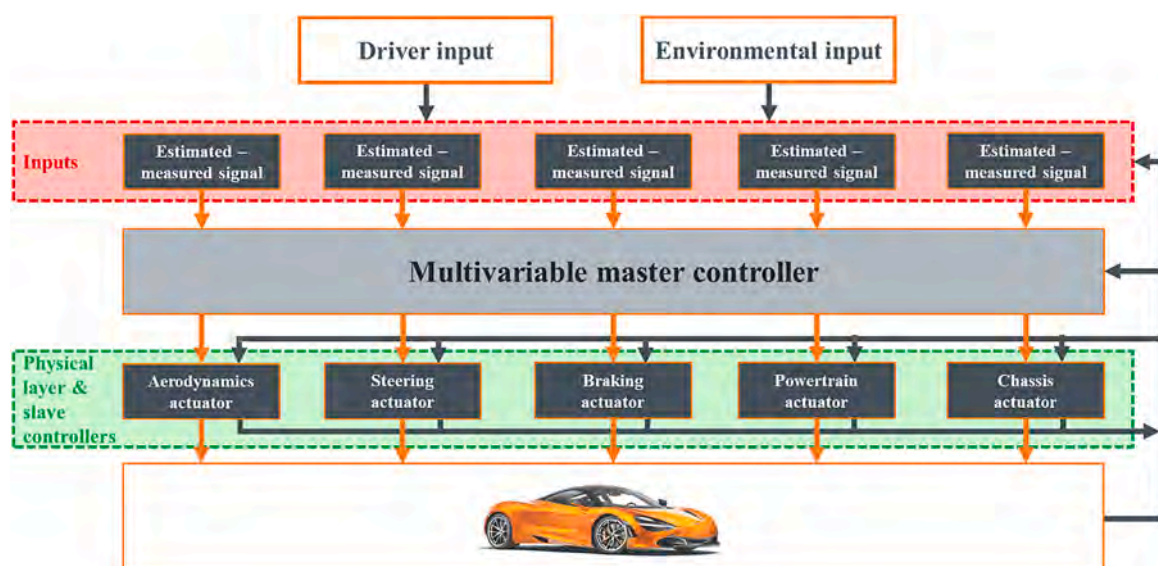 Driver input
Environmental input
Inputs
Estimated –
measured signal
Estimated –
measured signal
Estimated –
measured signal
Estimated –
measured signal
Estimated –
measured signal
Multivariable master controller
Physical
layer &
slave
controllers
Aerodynamics
actuator
Steering
actuator
Braking
actuator
Powertrain
actuator
Chassis
actuator